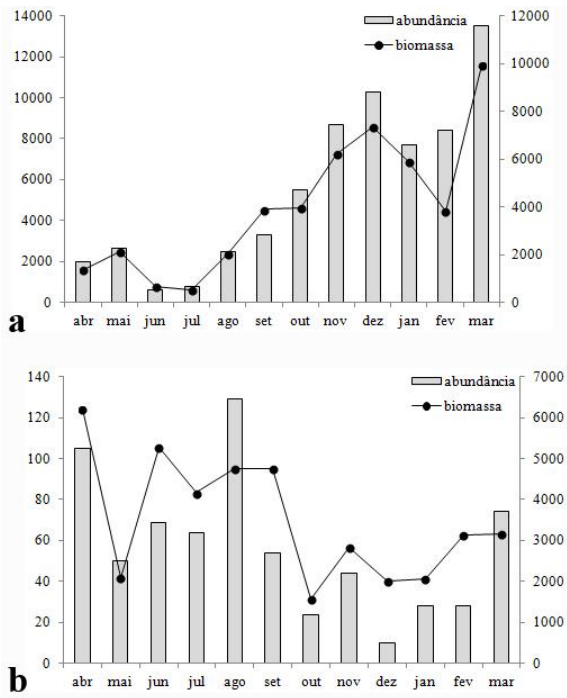 14000 12000
abundância
12000 biomassa
10000
10000
8000
8000
6000
6000
4000
4000
2000
2000
0 0
abr mai jun jul ago set out nov dez jan fev mar
a
140 7000
abundância
120 biomassa 6000
100 5000
80 4000
60 3000
40 2000
20 1000
0 0
abr mai jun jul ago set out nov dez jan fev mar
b